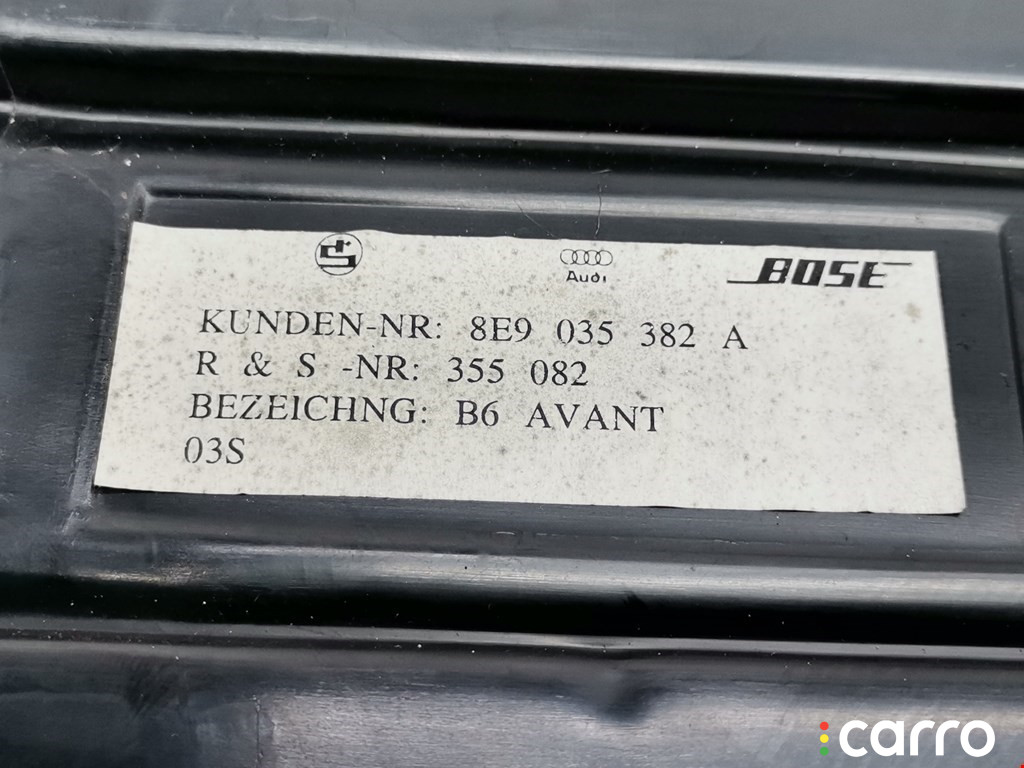 Audi
BOSE
KUNDEN-NR: 8E9 035 382 A
R & S -NR: 355 082
BEZEICHNG: B6 AVANT
03S
carro